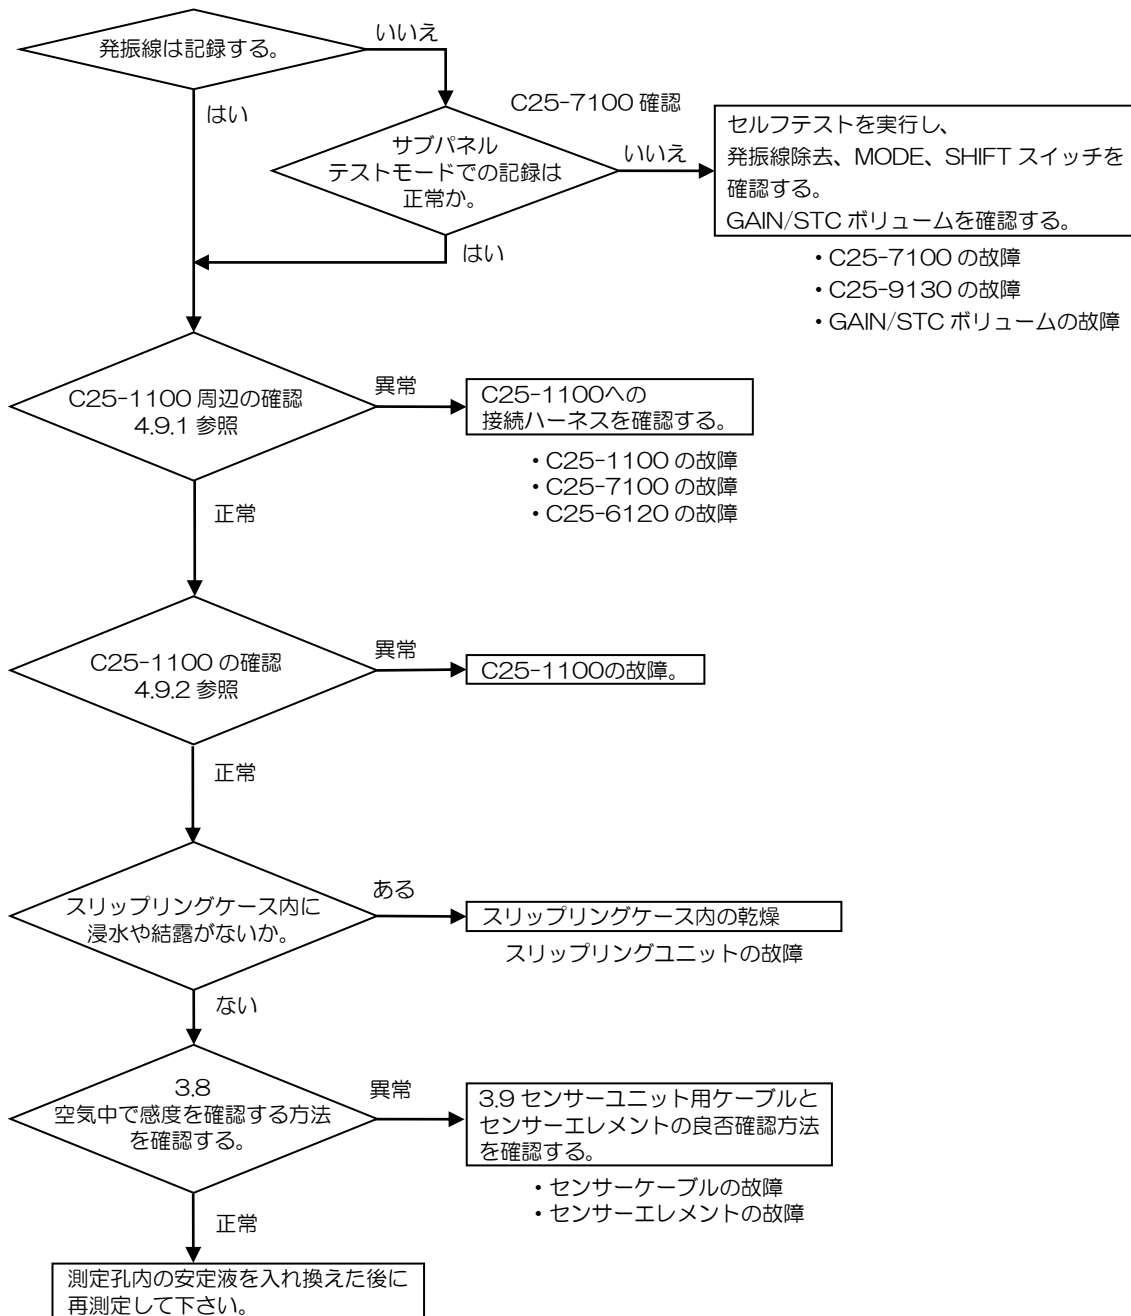 発振線は記録する。
いいえ
はい
C25-7100 確認
サブパネル
テストモードでの記録は
正常か。
いいえ
セルフテストを実行し、
発振線除去、MODE、SHIFT スイッチを
確認する。
GAIN/STC ボリュームを確認する。
はい
・C25-7100 の故障
・C25-9130 の故障
・GAIN/STC ボリュームの故障
C25-1100 周辺の確認
4.9.1 参照
異常
C25-1100への
接続ハーネスを確認する。
・C25-1100 の故障
・C25-7100 の故障
・C25-6120 の故障
正常
C25-1100 の確認
4.9.2 参照
異常
C25-1100の故障。
正常
スリップリングケース内に
浸水や結露がないか。
ある
スリップリングケース内の乾燥
スリップリングユニットの故障
ない
3.8
空気中で感度を確認する方法
を確認する。
異常
3.9 センサーユニット用ケーブルと
センサーエレメントの良否確認方法
を確認する。
・センサーケーブルの故障
・センサーエレメントの故障
正常
測定孔内の安定液を入れ換えた後に
再測定して下さい。